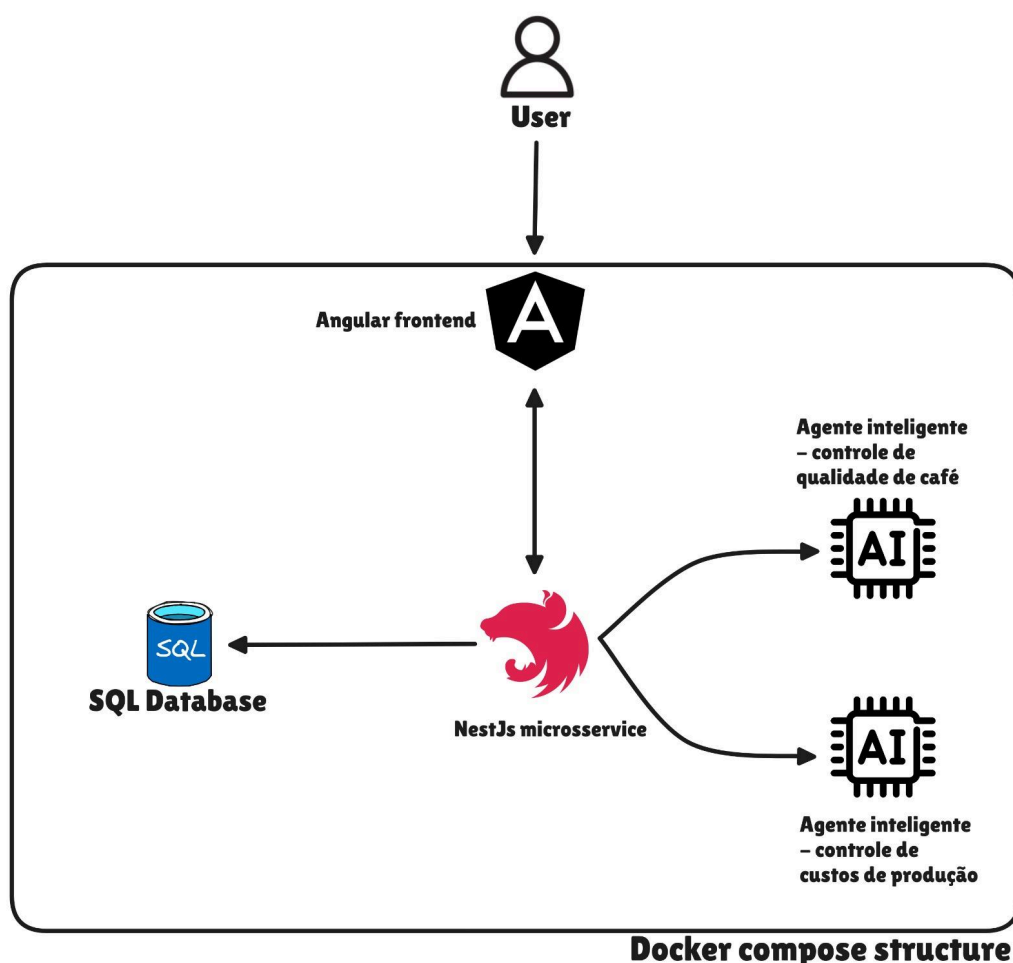 User
Angular frontend
A
Agente inteligente
– controle de
qualidade de café
AI
SQL
SQL Database
NestJs microsservice
AI
Agente inteligente
– controle de
custos de produção
Docker compose structure